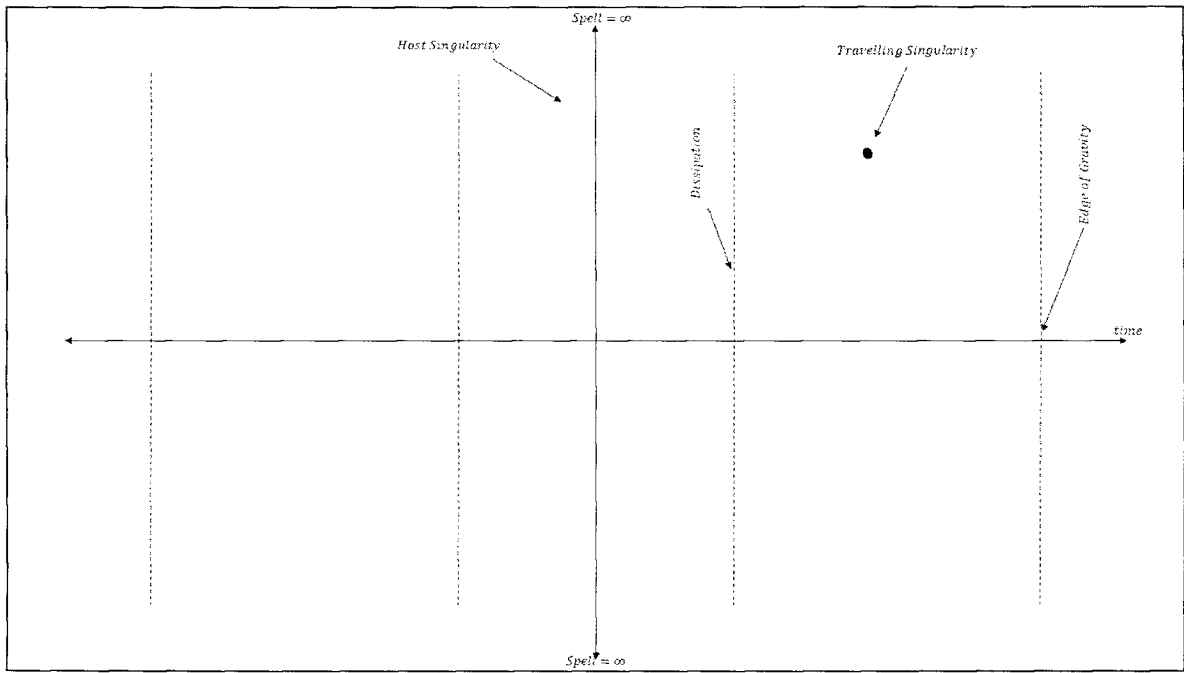 Spell = ∞
Host Singularity
Travelling Singularity
Dissipation
Edge of Gravity
time
Spell = ∞